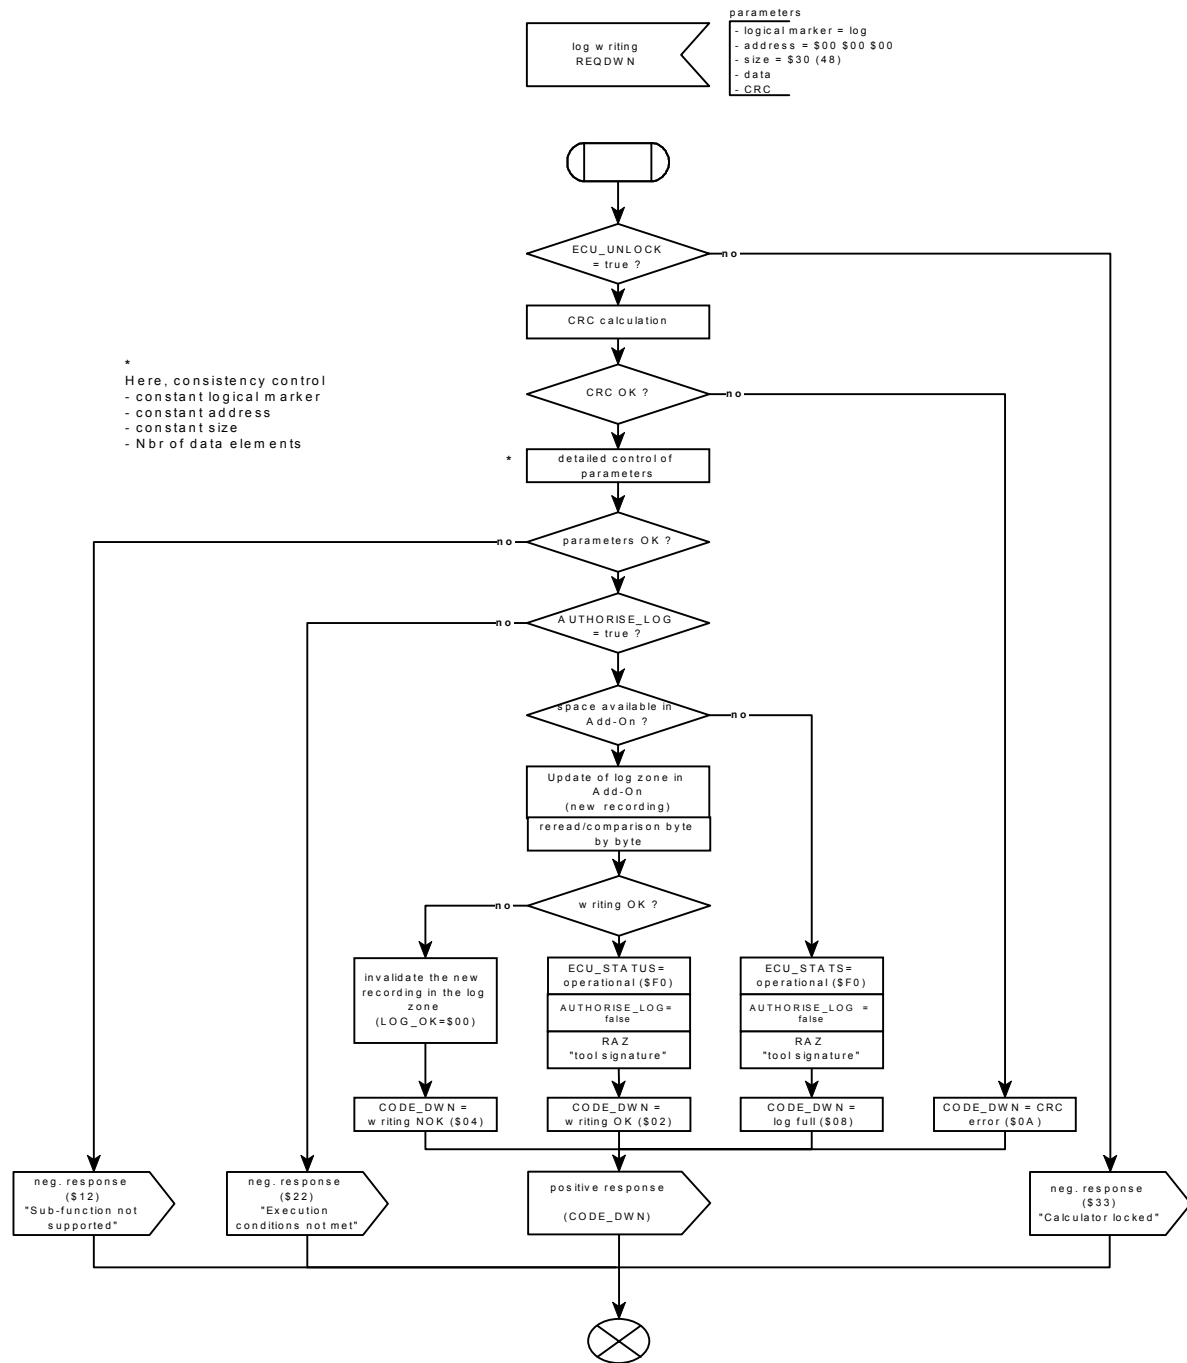 parameters
log writing
REQDWN
- logical marker = log
- address = $00 $00 $00
- size = $30 (48)
- data
- CRC
ECU_UNLOCK
= true ?
no
CRC calculation
*
Here, consistency control
- constant logical marker
- constant address
- constant size
- Nbr of data elements
CRC OK ?
no
*
detailed control of
parameters
no
parameters OK ?
no
AUTHORISE_LOG
= true ?
space available in
Add-On ?
no
Update of log zone in
Add-On
(new recording)
reread/comparison byte
by byte
no
writing OK ?
invalidate the new
recording in the log
zone
(LOG_OK=$00)
ECU_STATUS=
operational ($F0)
AUTHORISE_LOG=
false
RAZ
"tool signature"
ECU_STATS=
operational ($F0)
AUTHORISE_LOG =
false
RAZ
"tool signature"
CODE_DWN =
writing NOK ($04)
CODE_DWN =
writing OK ($02)
CODE_DWN =
log full ($08)
CODE_DWN = CRC
error ($0A)
neg. response
($12)
"Sub-function not
supported"
neg. response
($22)
"Execution
conditions not met"
positive response
(CODE_DWN)
neg. response
($33)
"Calculator locked"